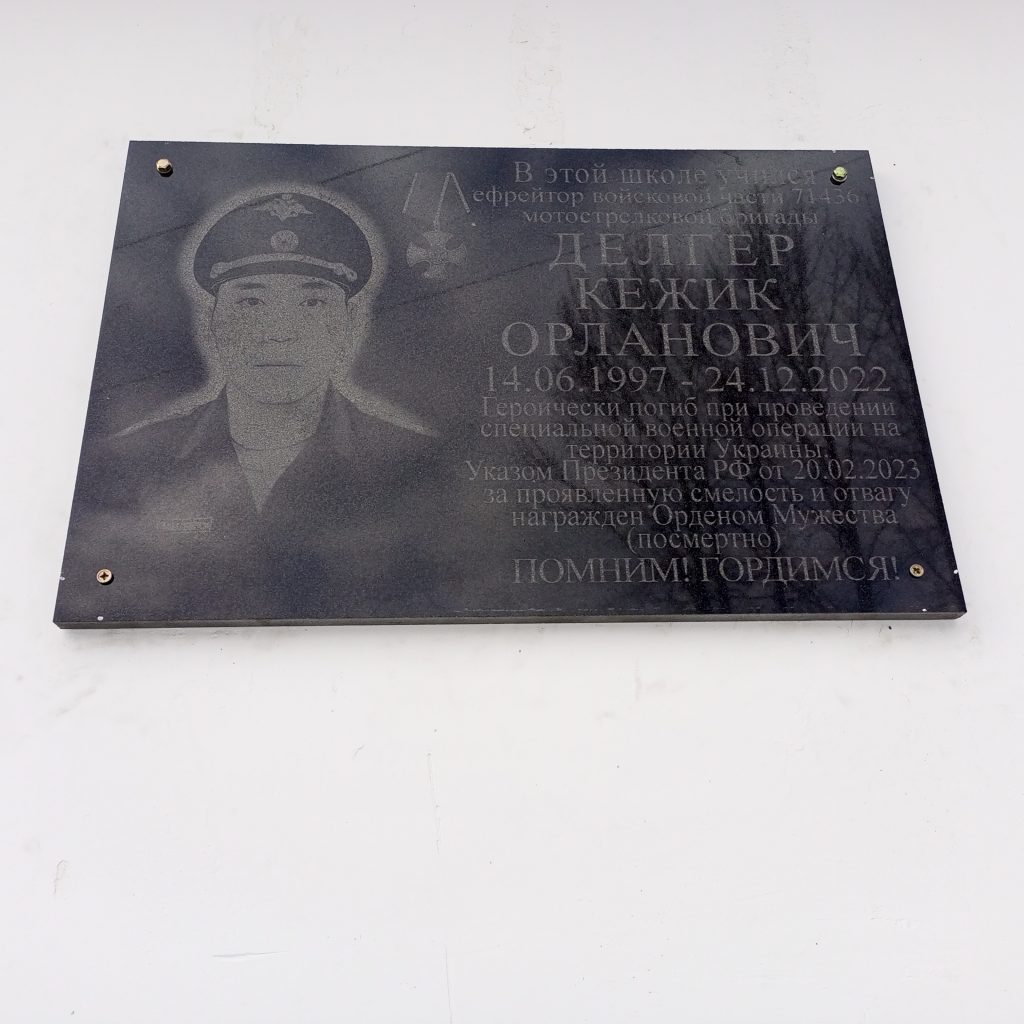 В этой школе учился
ефрейтор войсковой части 71436
мотострелковой бригады
ДЕЛГЕР
КЕЖИК
ОРЛАНОВИЧ
14.06.1997 - 24.12.2022
Героически погиб при проведении
специальной военной операции на
территории Украины.
Указом Президента РФ от 20.02.2023
за проявленную смелость и отвагу
награжден Орденом Мужества
(посмертно)
ПОМНИМ! ГОРДИМСЯ!